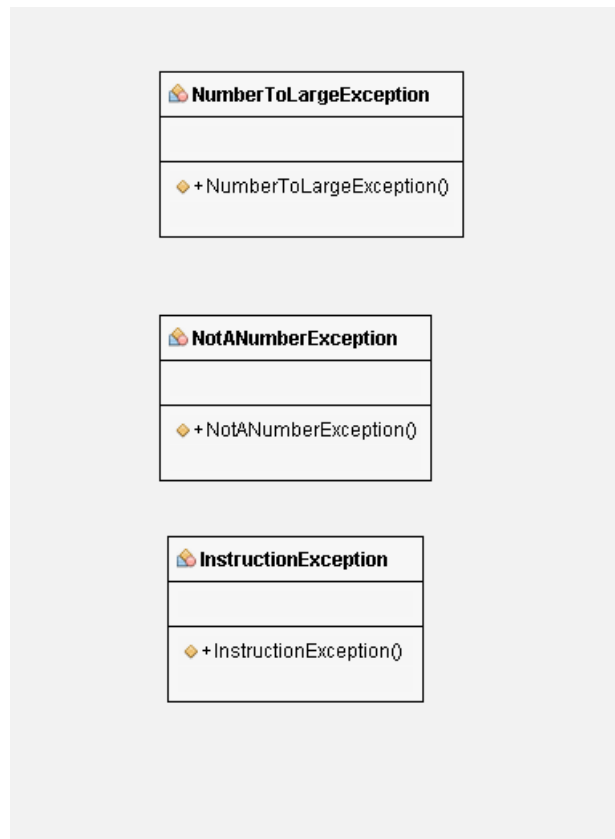 NumberToLargeException
+NumberToLargeException()
NotANumberException
+NotANumberException()
InstructionException
+InstructionException()